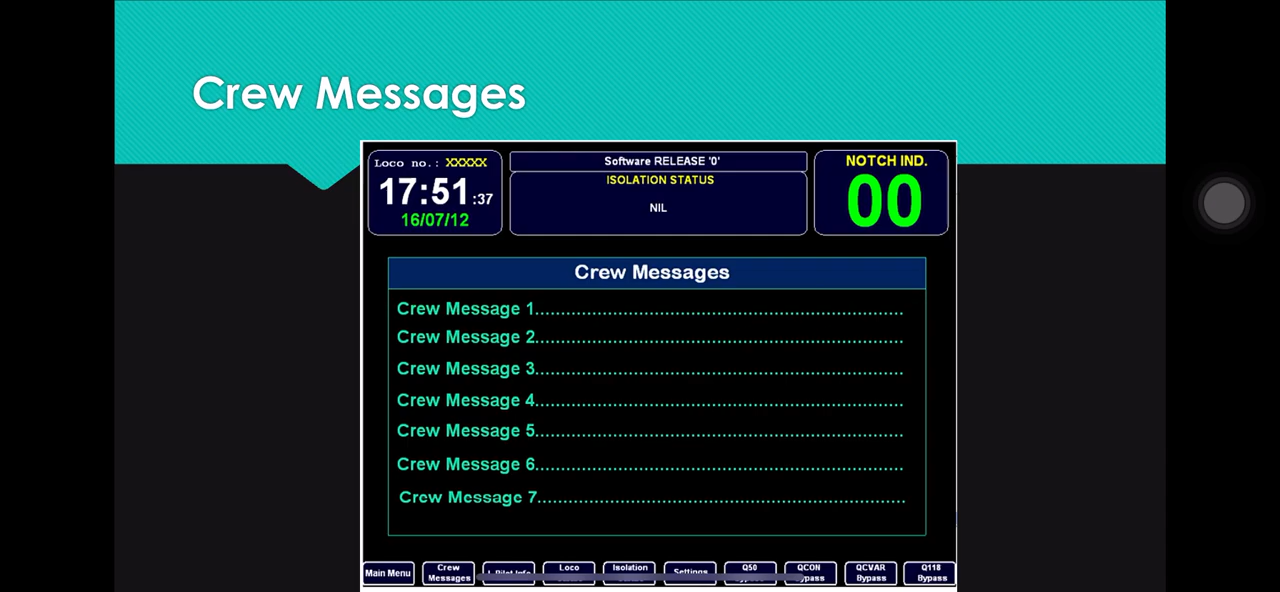 Crew Messages
Loco no.: XXXXX
17:51:37
16/07/12
Software RELEASE '0'
ISOLATION STATUS
NIL
NOTCH IND.
00
Crew Messages
Crew Message 1.......................................................................
Crew Message 2.......................................................................
Crew Message 3.......................................................................
Crew Message 4.......................................................................
Crew Message 5.......................................................................
Crew Message 6.......................................................................
Crew Message 7.......................................................................
Main Menu
Crew
Messages
Loco
Isolation
Settings
Q50
QCON
QCVAR
Bypass
Q118
Bypass